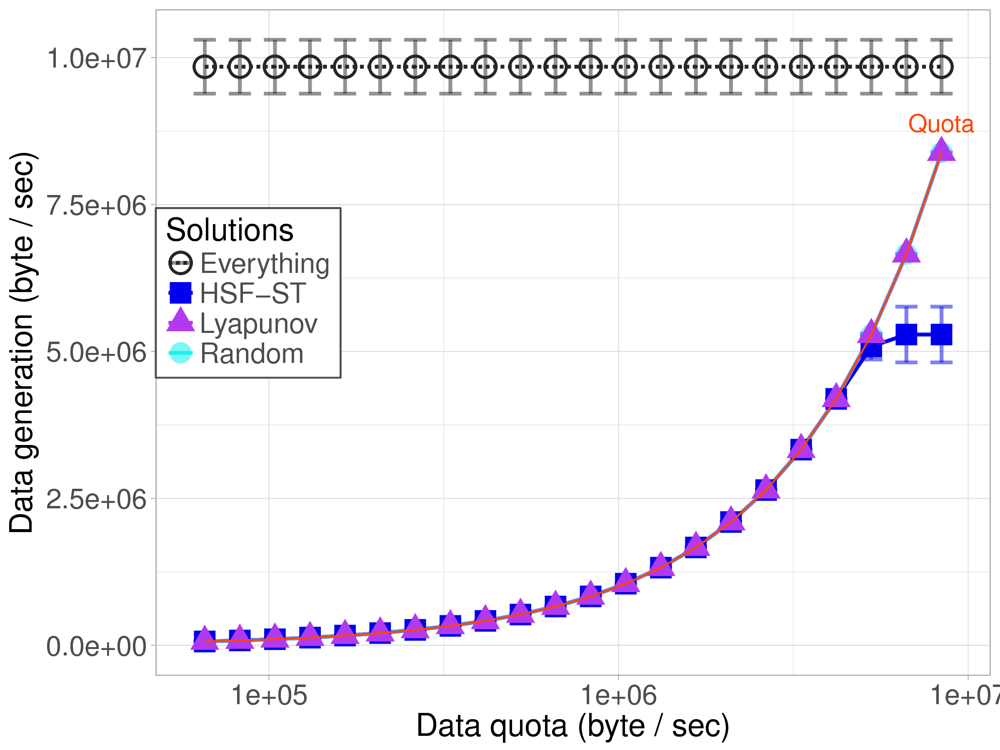 Data generation (byte / sec)
1.0e+07
7.5e+06
5.0e+06
2.5e+06
0.0e+00
Quota
Solutions
Everything
HSF−ST
Lyapunov
Random
1e+05
1e+06
1e+07
Data quota (byte / sec)